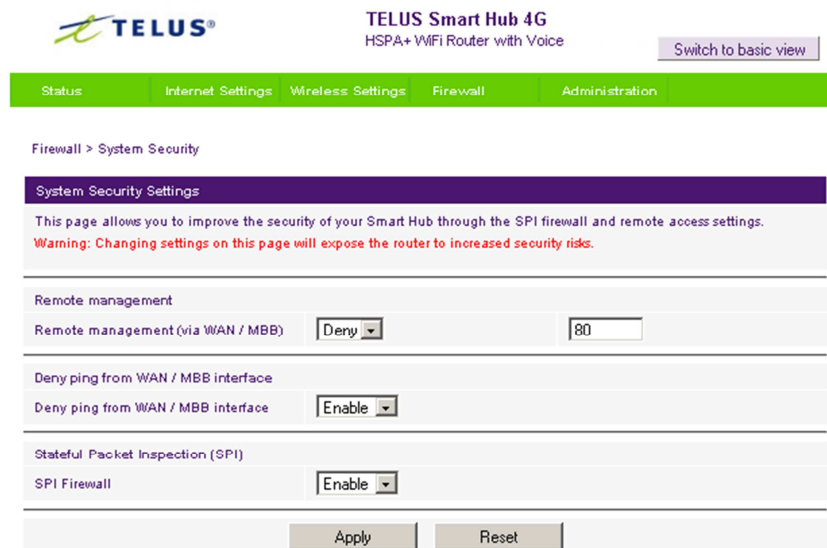 TELUS®
TELUS Smart Hub 4G
HSPA+ WiFi Router with Voice
Switch to basic view
Status Internet Settings Wireless Settings Firewall Administration
Firewall > System Security
System Security Settings
This page allows you to improve the security of your Smart Hub through the SPI firewall and remote access settings.
Warning: Changing settings on this page will expose the router to increased security risks.
Remote management
Remote management (via WAN / MBB) Deny 80
Deny ping from WAN / MBB interface
Deny ping from WAN / MBB interface Enable
Stateful Packet Inspection (SPI)
SPI Firewall Enable
Apply Reset